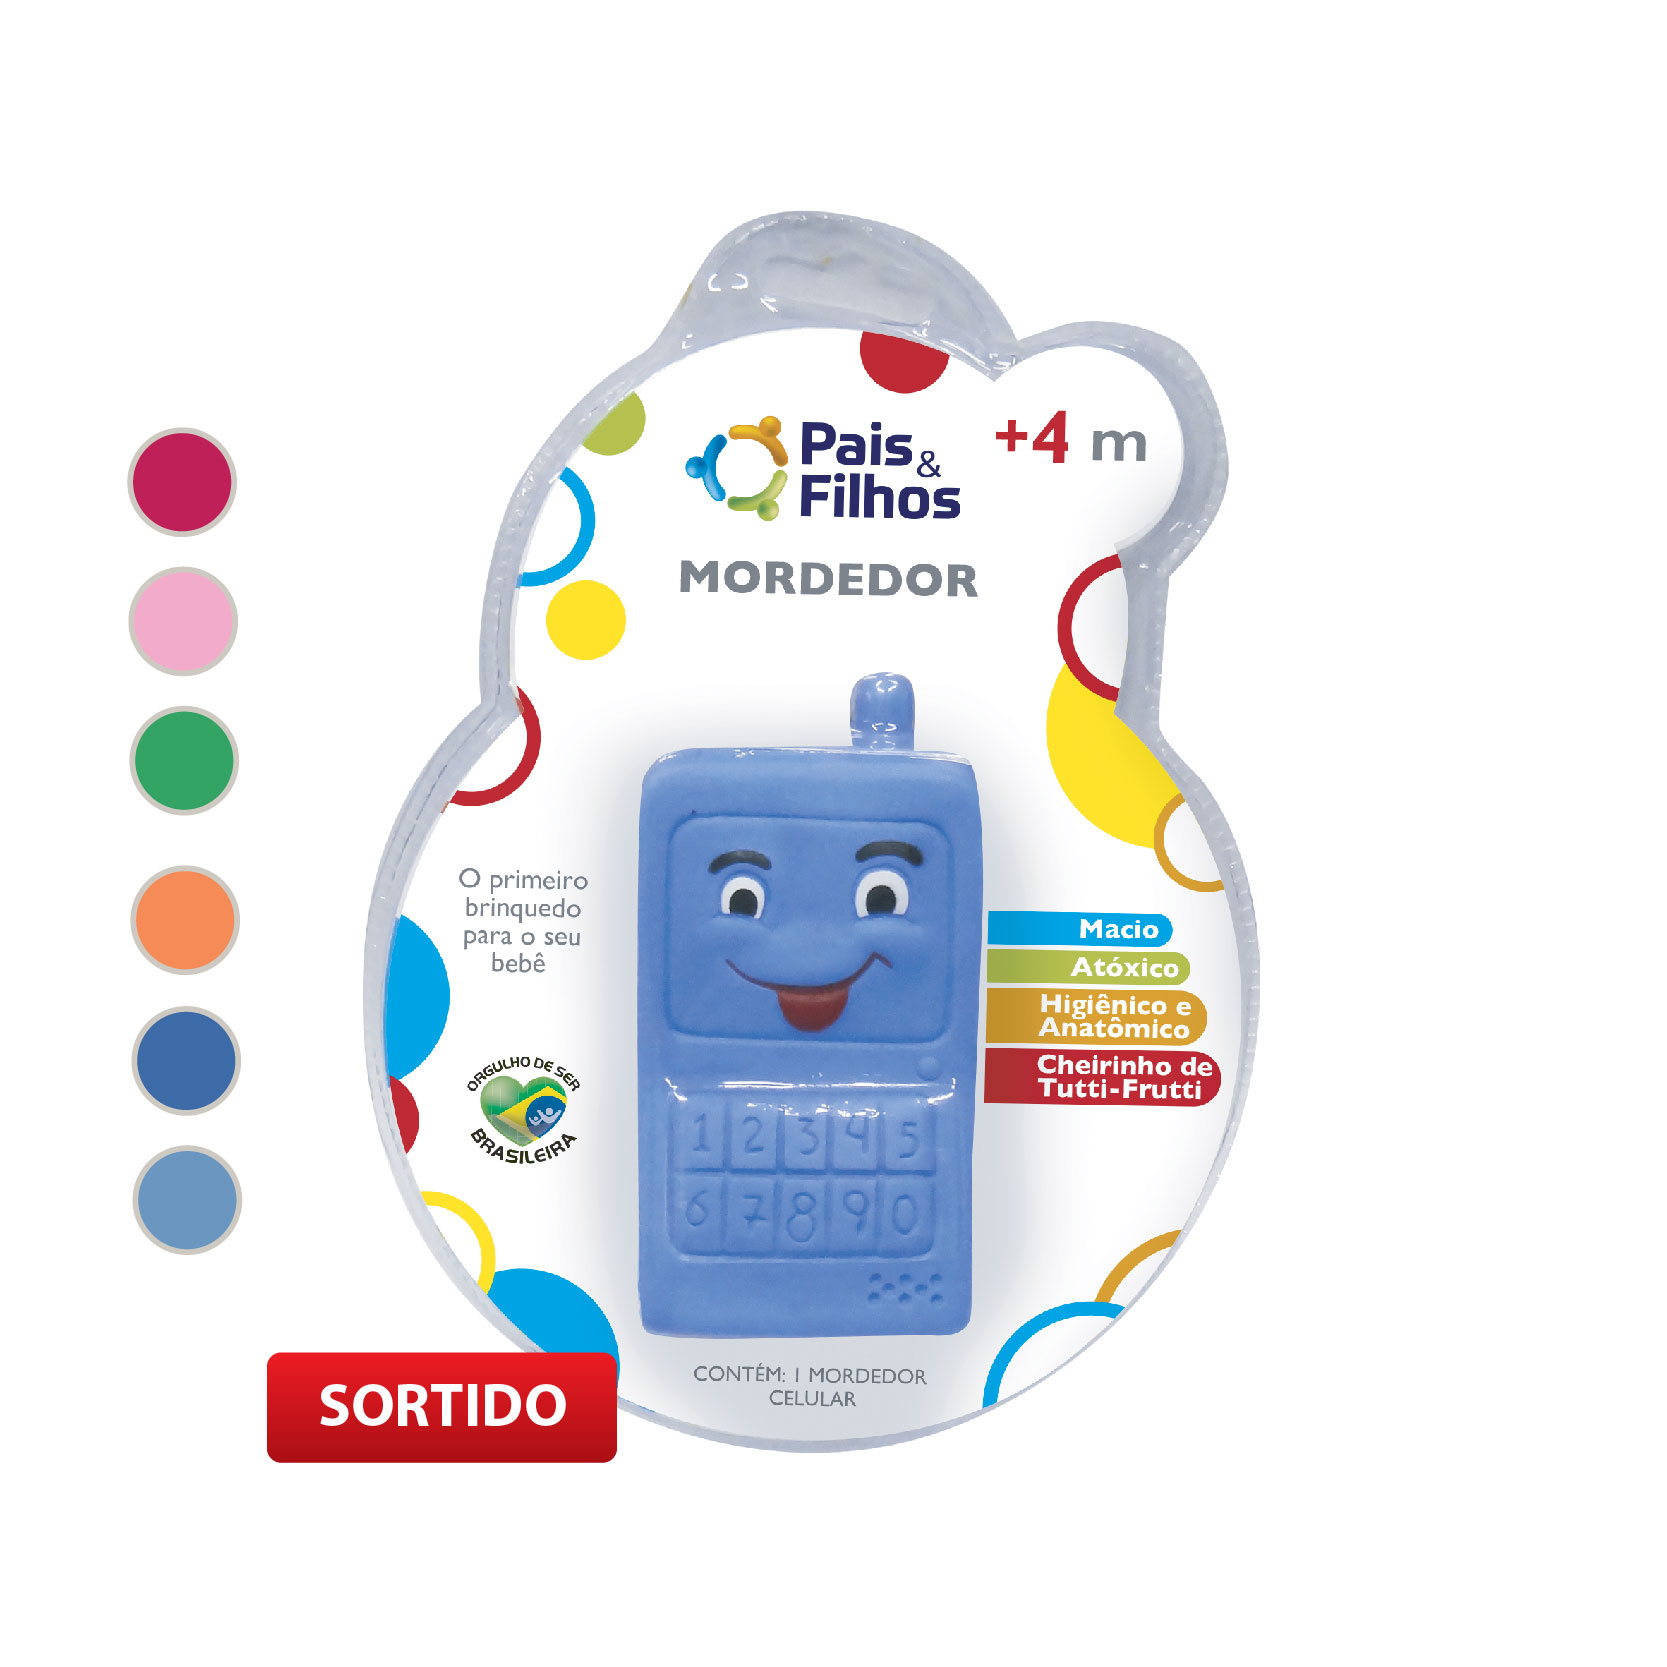 Pais &
Filhos
+4 m
MORDEDOR
O primeiro
brinquedo
para o seu
bebê
Macio
Atóxico
Higiênico e
Anatômico
Cheirinho de
Tutti-Frutti
ORGULHO DE SER
BRASILEIRA
1 2 3 4 5
6 7 8 9 0
CONTÉM: 1 MORDEDOR
CELULAR
SORTIDO